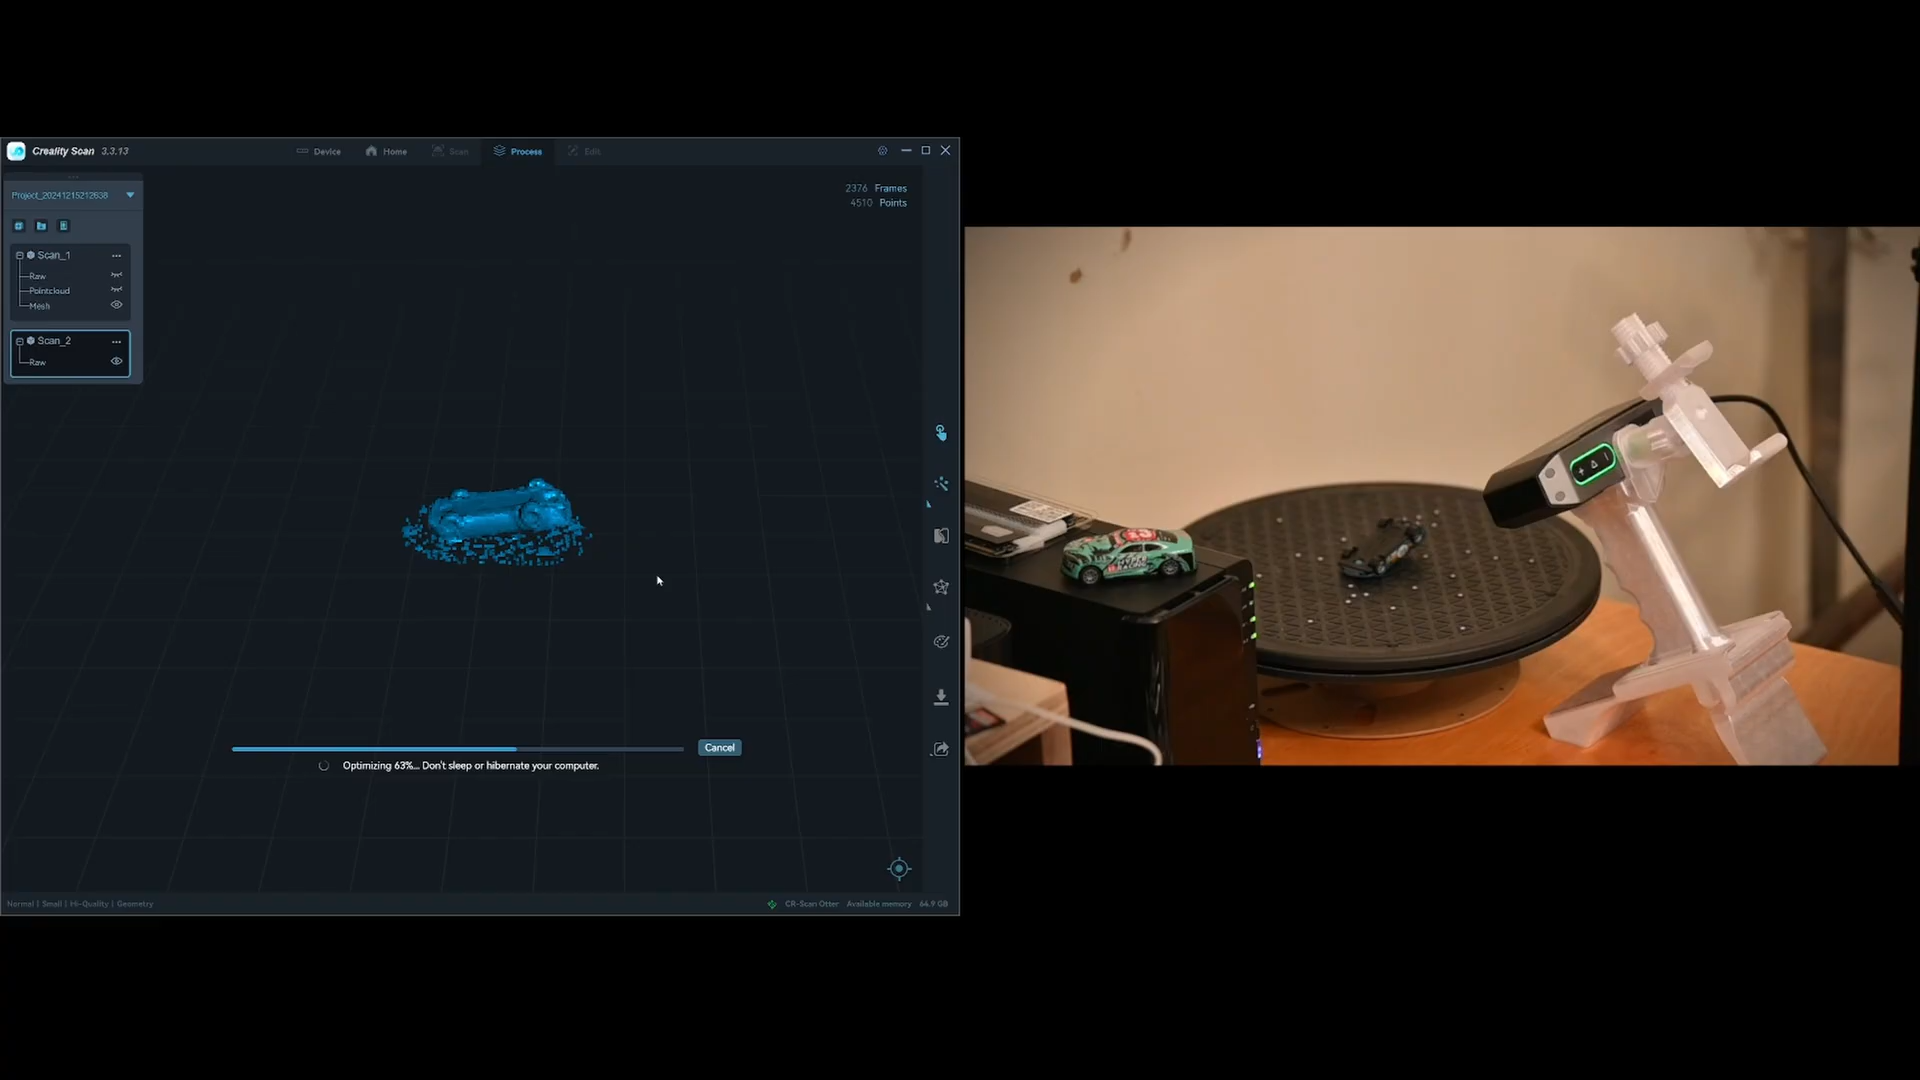 Creality Scan 3.3.13
Device
Home
Scan
Process
Edit
Project_20241215212638
2376 Frames
4510 Points
Scan_1
Raw
Pointcloud
Mesh
Scan_2
Raw
Cancel
Optimizing 63%... Don't sleep or hibernate your computer.
Normal | Small | Hi-Quality | Geometry
CR-Scan Otter Available memory 64.9 GB